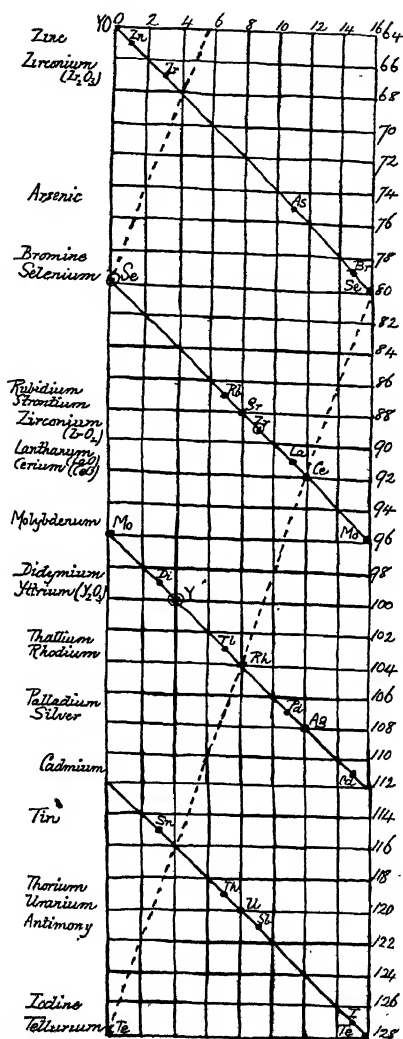 YO 0 2 4 6 8 10 12 14 16 64
Zinc
Zn
Zirconium
Zr 66
(Zr2O3)
68
70
72
74
Arsenic
As
76
78
Bromine
Br
Selenium Se Se 80
82
84
86
Rubidium Rb
Strontium Sr 88
Zirconium Zr
(ZrO2) 90
Lanthanum La
Cerium Ce 92
94
Molybdenum Mo Mo 96
98
Didymium Di
Yttrium (Y2O3) Y 100
102
Thallium Tl
Rhodium Rh 104
106
Palladium Pd
Silver Ag 108
110
Cadmium Cd 112
114
Tin Sn
116
118
Thorium Th
Uranium U 120
Antimony Sb
122
124
126
Iodine I
Tellurium Te Te 128